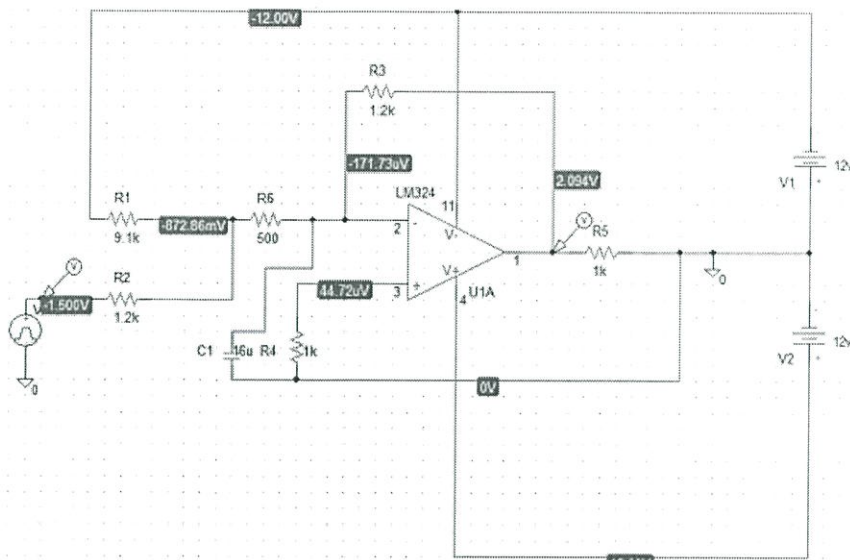 -12.00V
R3
1.2k
-171.73uV
LM324
2.094V
12v
V1
R1
-872.86mV
R6
9.1k
500
11
V-
2
-
R5
1
1k
0
V
R2
-1.500V
1.2k
44.72uV
3
+
V+
U1A
4
V
C1
16u
R4
1k
12v
V2
0V
0